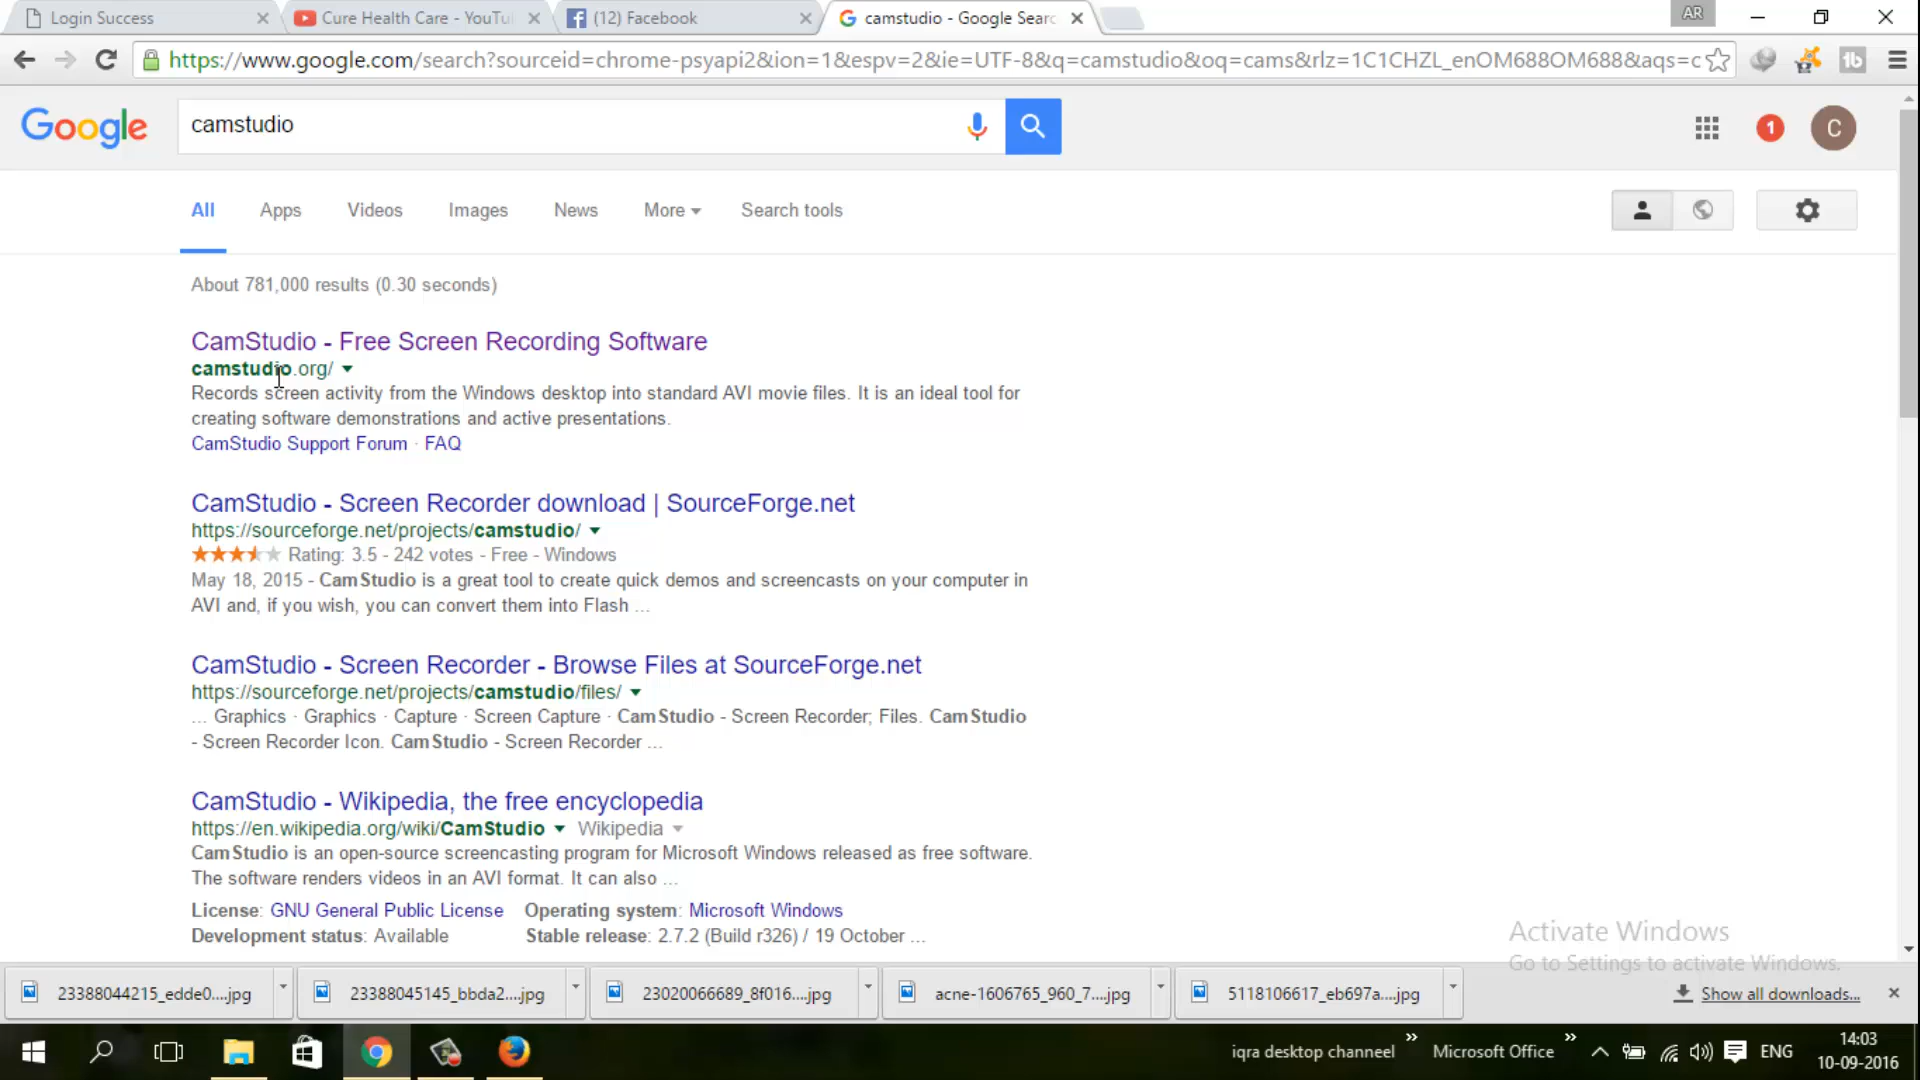 Login Success
Cure Health Care - YouTu
(12) Facebook
camstudio - Google Searc
AR
https://www.google.com/search?sourceid=chrome-psyapi2&ion=1&espv=2&ie=UTF-8&q=camstudio&oq=cams&rlz=1C1CHZL_enOM688OM688&aqs=c
Google
camstudio
1
C
All
Apps
Videos
Images
News
More
Search tools
About 781,000 results (0.30 seconds)
CamStudio - Free Screen Recording Software
camstudio.org/
Records screen activity from the Windows desktop into standard AVI movie files. It is an ideal tool for
creating software demonstrations and active presentations.
CamStudio Support Forum · FAQ
CamStudio - Screen Recorder download | SourceForge.net
https://sourceforge.net/projects/camstudio/
Rating: 3.5 - 242 votes - Free - Windows
May 18, 2015 - CamStudio is a great tool to create quick demos and screencasts on your computer in
AVI and, if you wish, you can convert them into Flash ...
CamStudio - Screen Recorder - Browse Files at SourceForge.net
https://sourceforge.net/projects/camstudio/files/
... Graphics · Graphics · Capture · Screen Capture · CamStudio - Screen Recorder; Files. CamStudio
- Screen Recorder Icon. CamStudio - Screen Recorder ...
CamStudio - Wikipedia, the free encyclopedia
https://en.wikipedia.org/wiki/CamStudio Wikipedia
CamStudio is an open-source screencasting program for Microsoft Windows released as free software.
The software renders videos in an AVI format. It can also ...
License: GNU General Public License Operating system: Microsoft Windows
Development status: Available Stable release: 2.7.2 (Build r326) / 19 October ...
Activate Windows
Go to Settings to activate Windows.
23388044215_edde0....jpg
23388045145_bbda2....jpg
23020066689_8f016....jpg
acne-1606765_960_7....jpg
5118106617_eb697a....jpg
Show all downloads...
iqra desktop channeel
Microsoft Office
ENG
14:03
10-09-2016